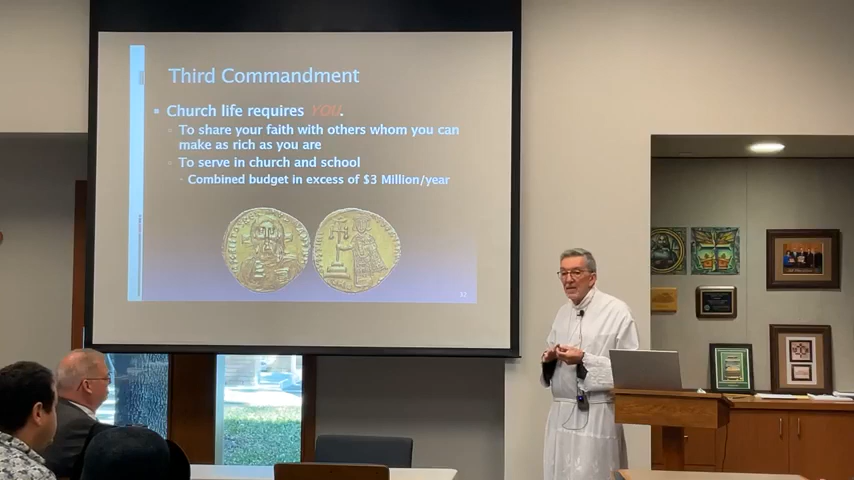 Third Commandment
Church life requires YOU.
To share your faith with others whom you can
make as rich as you are
To serve in church and school
Combined budget in excess of $3 Million/year